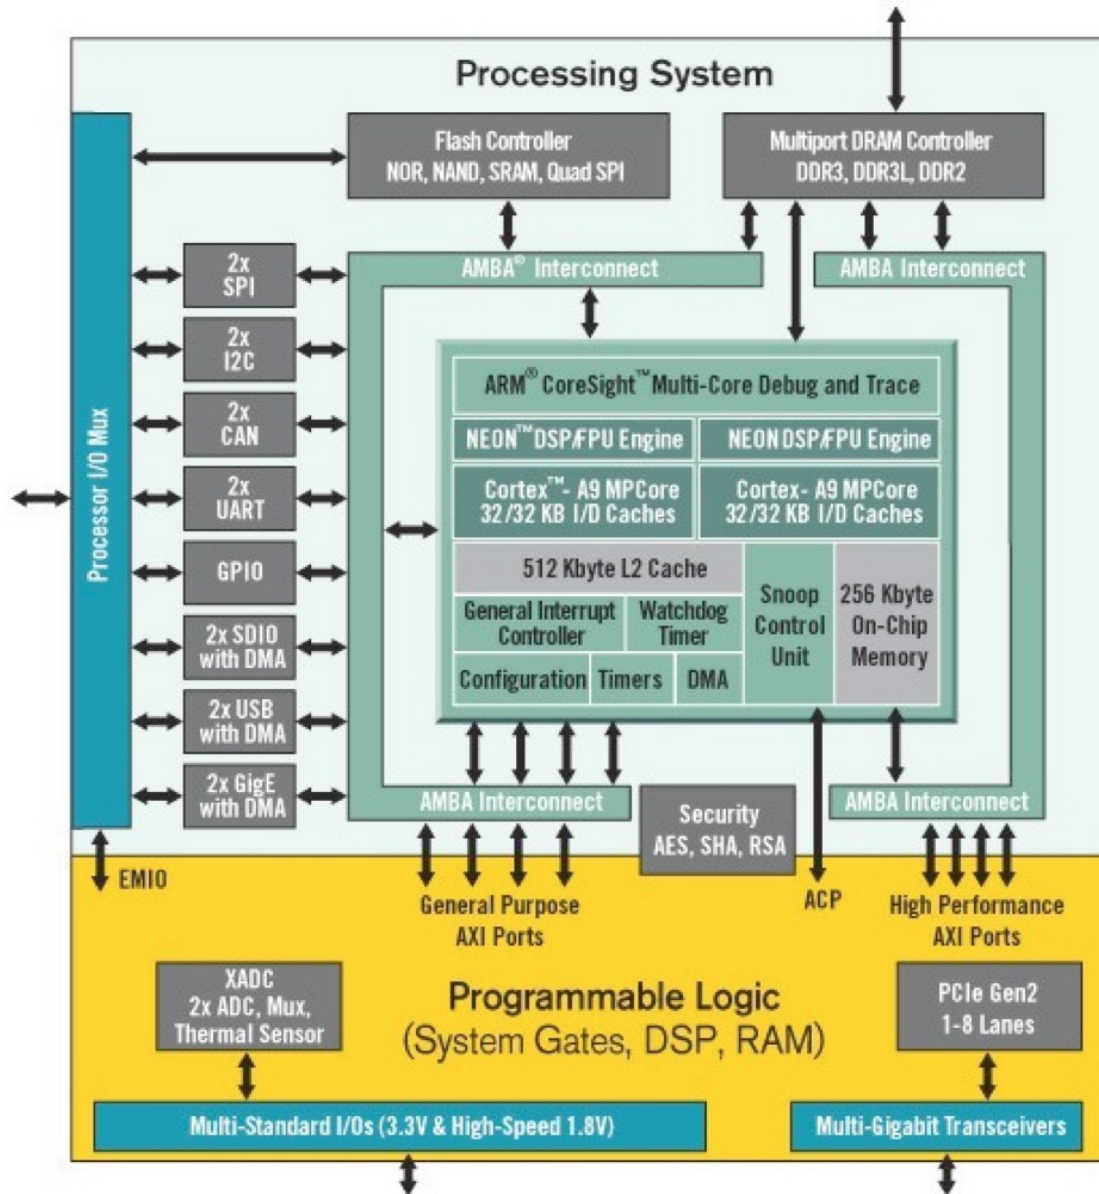 Processing System
Flash Controller
NOR, NAND, SRAM, Quad SPI
Multiport DRAM Controller
DDR3, DDR3L, DDR2
Processor I/O Mux
2x
SPI
2x
I2C
2x
CAN
2x
UART
GPIO
2x SDIO
with DMA
2x USB
with DMA
2x GigE
with DMA
AMBA® Interconnect
AMBA Interconnect
ARM® CoreSight™ Multi-Core Debug and Trace
NEON™ DSP/FPU Engine
NEON DSP/FPU Engine
Cortex™- A9 MPCore
32/32 KB I/D Caches
Cortex- A9 MPCore
32/32 KB I/D Caches
512 Kbyte L2 Cache
General Interrupt
Controller
Watchdog
Timer
Configuration
Timers
DMA
Snoop
Control
Unit
256 Kbyte
On-Chip
Memory
AMBA Interconnect
Security
AES, SHA, RSA
AMBA Interconnect
EMIO
General Purpose
AXI Ports
ACP
High Performance
AXI Ports
XADC
2x ADC, Mux,
Thermal Sensor
Programmable Logic
(System Gates, DSP, RAM)
PCIe Gen2
1-8 Lanes
Multi-Standard I/Os (3.3V & High-Speed 1.8V)
Multi-Gigabit Transceivers